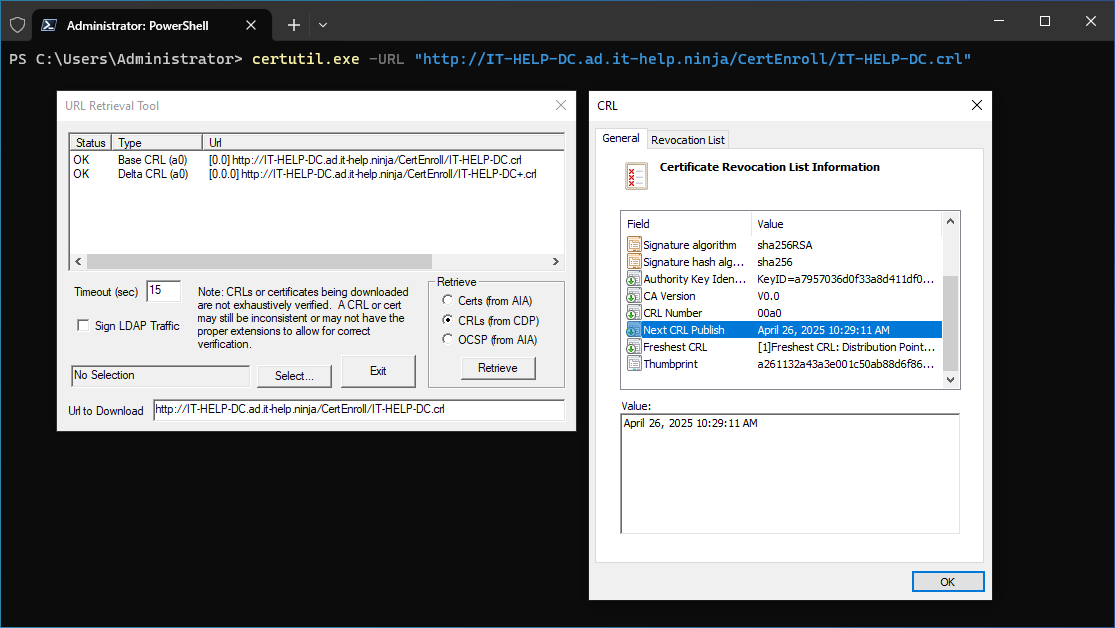 Administrator: PowerShell
PS C:\Users\Administrator> certutil.exe -URL "http://IT-HELP-DC.ad.it-help.ninja/CertEnroll/IT-HELP-DC.crl"
URL Retrieval Tool
Status Type Url
OK Base CRL (a0) [0.0] http://IT-HELP-DC.ad.it-help.ninja/CertEnroll/IT-HELP-DC.crl
OK Delta CRL (a0) [0.0.0] http://IT-HELP-DC.ad.it-help.ninja/CertEnroll/IT-HELP-DC+.crl
Timeout (sec) 15
Sign LDAP Traffic
Note: CRLs or certificates being downloaded
are not exhaustively verified. A CRL or cert
may still be inconsistent or may not have the
proper extensions to allow for correct
verification.
Retrieve
Certs (from AIA)
CRLs (from CDP)
OCSP (from AIA)
Retrieve
No Selection
Select...
Exit
Url to Download http://IT-HELP-DC.ad.it-help.ninja/CertEnroll/IT-HELP-DC.crl
CRL
General Revocation List
Certificate Revocation List Information
Field Value
Signature algorithm sha256RSA
Signature hash alg... sha256
Authority Key Iden... KeyID=a7957036d0f33a8d411df0...
CA Version V0.0
CRL Number 00a0
Next CRL Publish April 26, 2025 10:29:11 AM
Freshest CRL [1]Freshest CRL: Distribution Point...
Thumbprint a261132a43a3e001c50ab88d6f86...
Value:
April 26, 2025 10:29:11 AM
OK